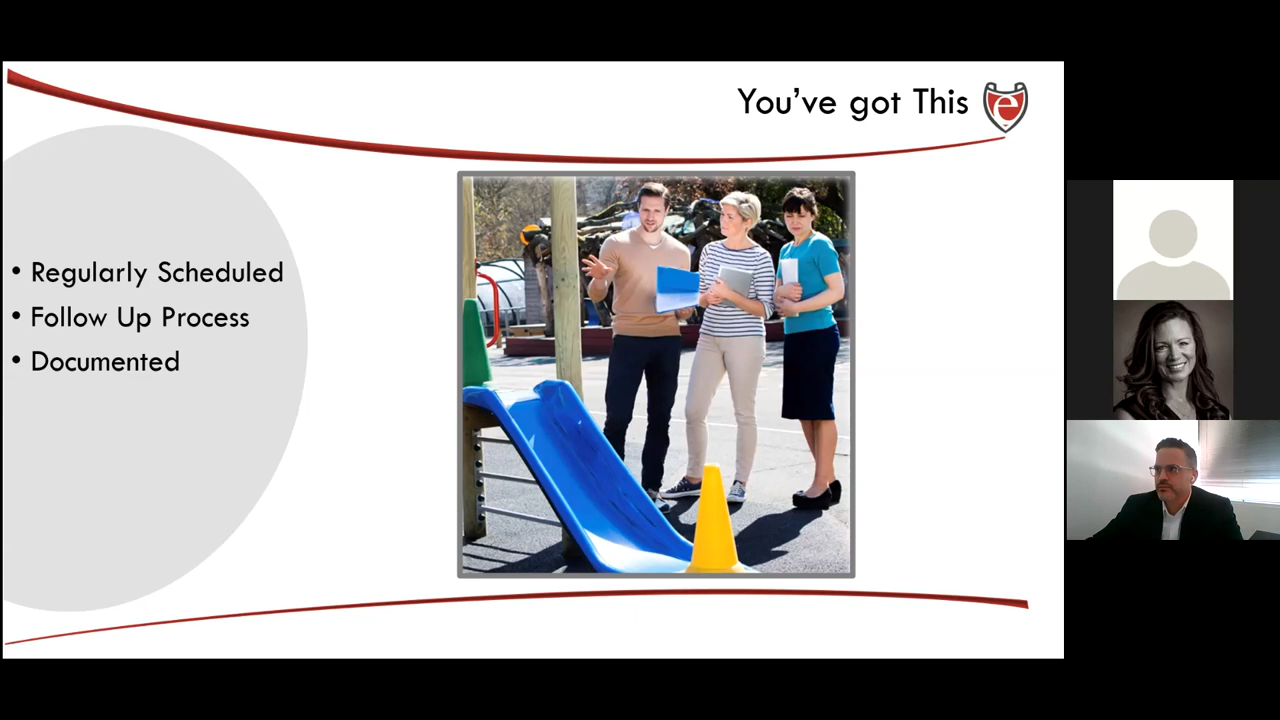 You've got This
e
• Regularly Scheduled
• Follow Up Process
• Documented